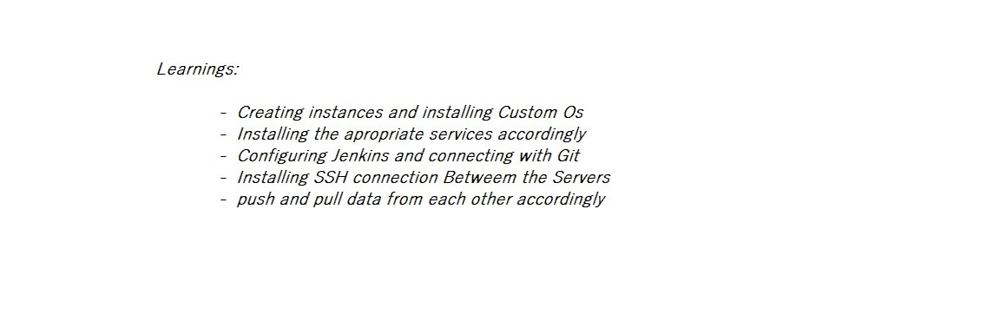 Learnings:
- Creating instances and installing Custom Os
- Installing the apropriate services accordingly
- Configuring Jenkins and connecting with Git
- Installing SSH connection Betweem the Servers
- push and pull data from each other accordingly